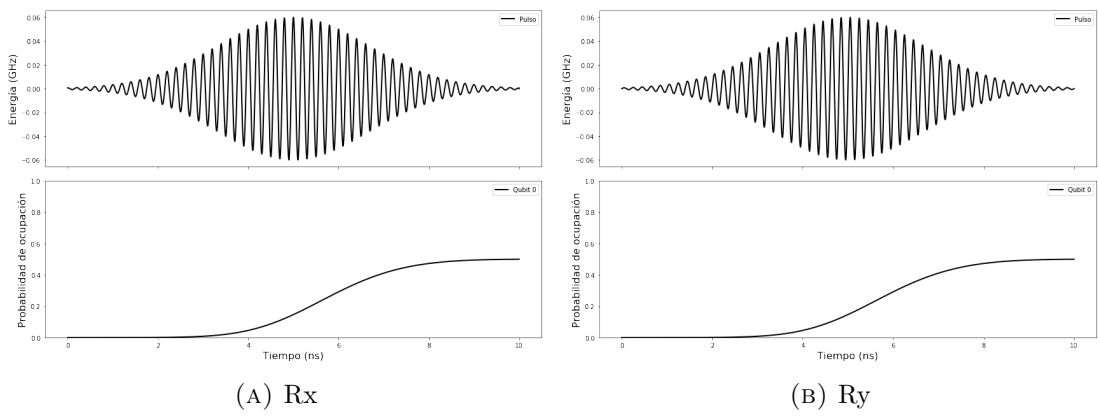 Pulso
Energía (GHz)
0.06
0.04
0.02
0.00
−0.02
−0.04
−0.06
Qubit 0
Probabilidad de ocupación
1.0
0.8
0.6
0.4
0.2
0.0
0 2 4 6 8 10
Tiempo (ns)
(A) Rx
Pulso
Energía (GHz)
0.06
0.04
0.02
0.00
−0.02
−0.04
−0.06
Qubit 0
Probabilidad de ocupación
1.0
0.8
0.6
0.4
0.2
0.0
0 2 4 6 8 10
Tiempo (ns)
(B) Ry